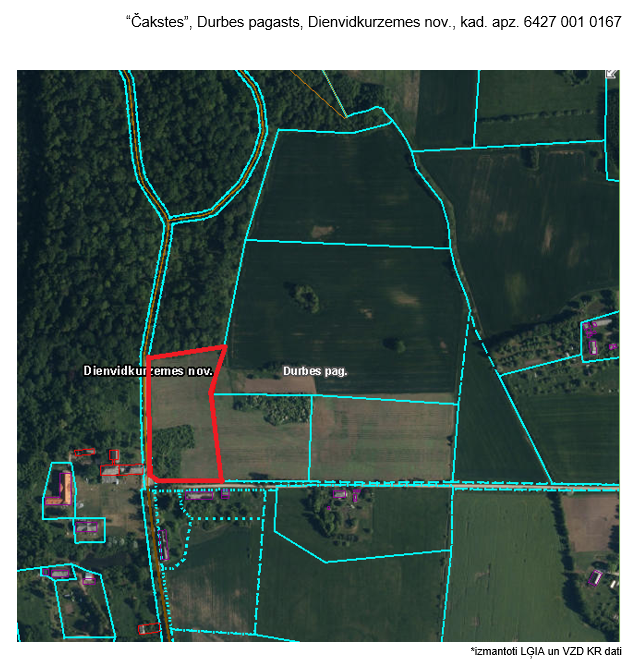 “Čakstes”, Durbes pagasts, Dienvidkurzemes nov., kad. apz. 6427 001 0167
Dienvidkurzemes nov.
Durbes pag.
*izmantoti LĢIA un VZD KR dati